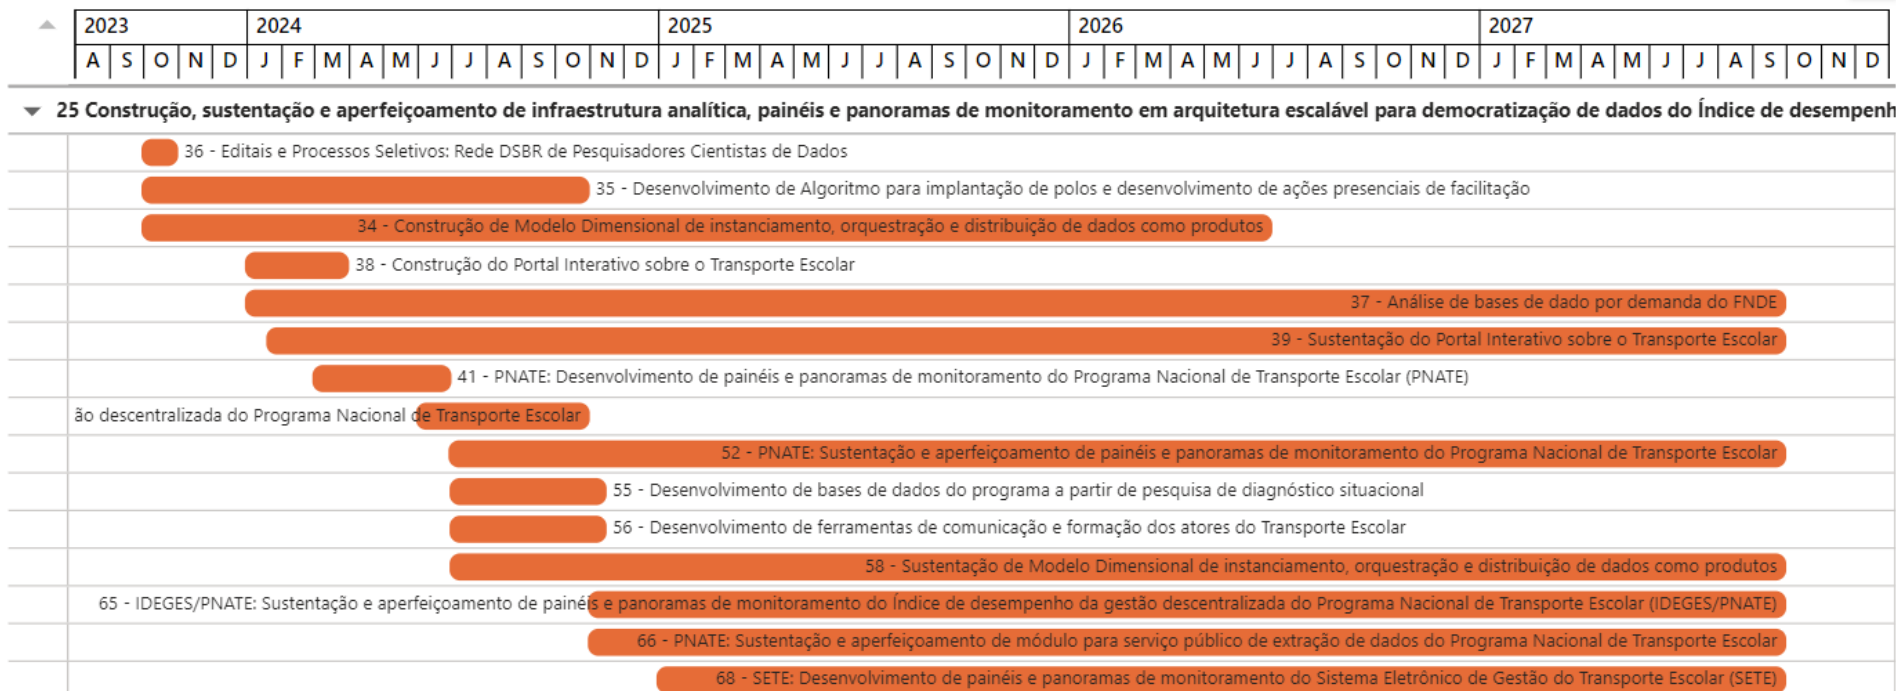 2023 2024 2025 2026 2027
A S O N D J F M A M J J A S O N D J F M A M J J A S O N D J F M A M J J A S O N D J F M A M J J A S O N D
25 Construção, sustentação e aperfeiçoamento de infraestrutura analítica, painéis e panoramas de monitoramento em arquitetura escalável para democratização de dados do Índice de desempenh
36 - Editais e Processos Seletivos: Rede DSBR de Pesquisadores Cientistas de Dados
35 - Desenvolvimento de Algoritmo para implantação de polos e desenvolvimento de ações presenciais de facilitação
34 - Construção de Modelo Dimensional de instanciamento, orquestração e distribuição de dados como produtos
38 - Construção do Portal Interativo sobre o Transporte Escolar
37 - Análise de bases de dado por demanda do FNDE
39 - Sustentação do Portal Interativo sobre o Transporte Escolar
41 - PNATE: Desenvolvimento de painéis e panoramas de monitoramento do Programa Nacional de Transporte Escolar (PNATE)
ão descentralizada do Programa Nacional de Transporte Escolar
52 - PNATE: Sustentação e aperfeiçoamento de painéis e panoramas de monitoramento do Programa Nacional de Transporte Escolar
55 - Desenvolvimento de bases de dados do programa a partir de pesquisa de diagnóstico situacional
56 - Desenvolvimento de ferramentas de comunicação e formação dos atores do Transporte Escolar
58 - Sustentação de Modelo Dimensional de instanciamento, orquestração e distribuição de dados como produtos
65 - IDEGES/PNATE: Sustentação e aperfeiçoamento de painéis e panoramas de monitoramento do Índice de desempenho da gestão descentralizada do Programa Nacional de Transporte Escolar (IDEGES/PNATE)
66 - PNATE: Sustentação e aperfeiçoamento de módulo para serviço público de extração de dados do Programa Nacional de Transporte Escolar
68 - SETE: Desenvolvimento de painéis e panoramas de monitoramento do Sistema Eletrônico de Gestão do Transporte Escolar (SETE)